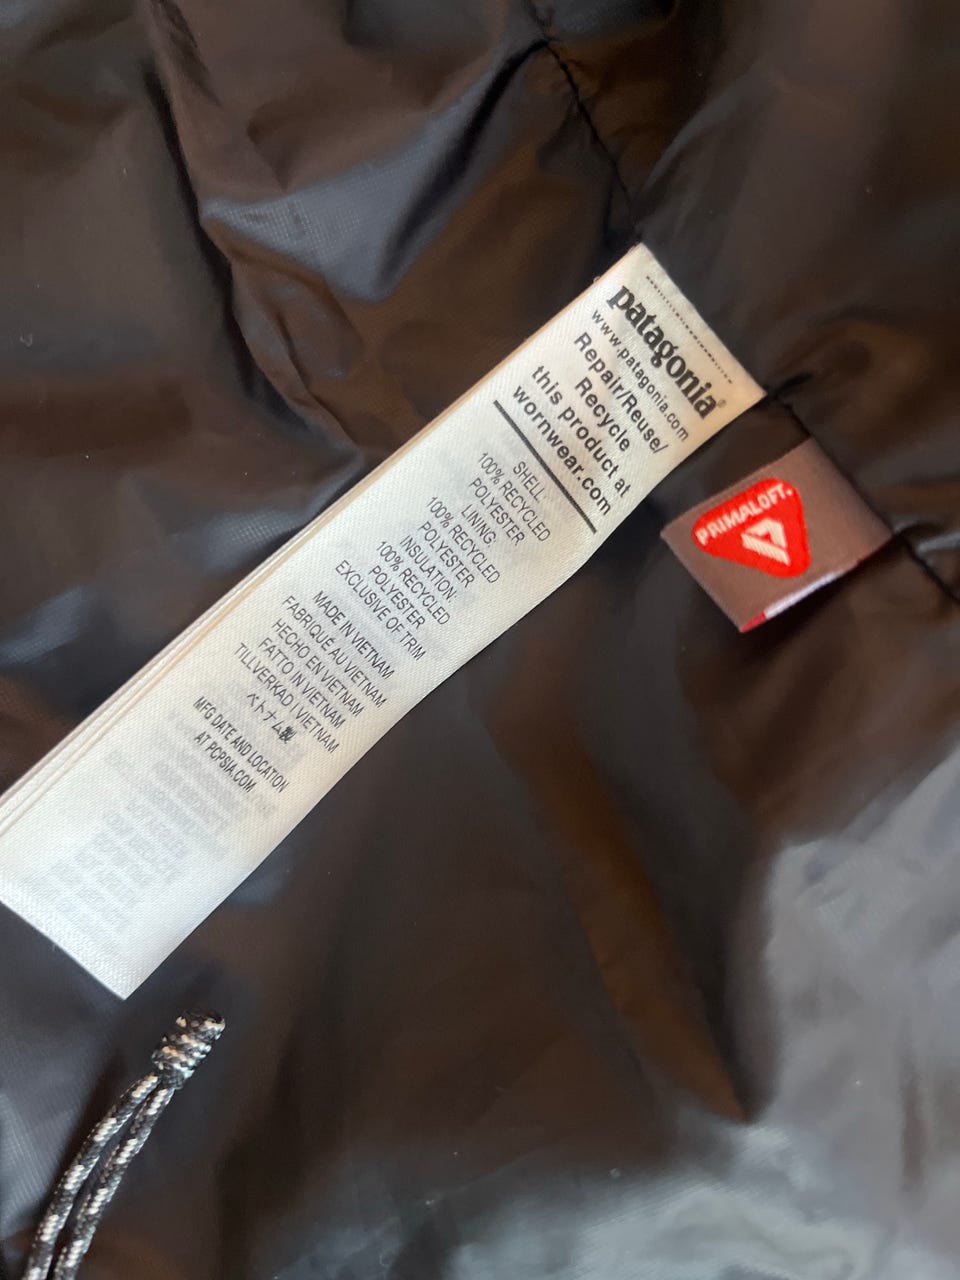 patagonia®
www.patagonia.com
Repair/Reuse/
Recycle
this product at
wornwear.com
SHELL
100% RECYCLED
POLYESTER
LINING
100% RECYCLED
POLYESTER
INSULATION
100% RECYCLED
POLYESTER
EXCLUSIVE OF TRIM
MADE IN VIETNAM
FABRIQUÉ AU VIETNAM
HECHO EN VIETNAM
FATTO IN VIETNAM
TILLVERKAD I VIETNAM
ベトナム製
MFG DATE AND LOCATION
AT PCPSIA.COM
PRIMALOFT.